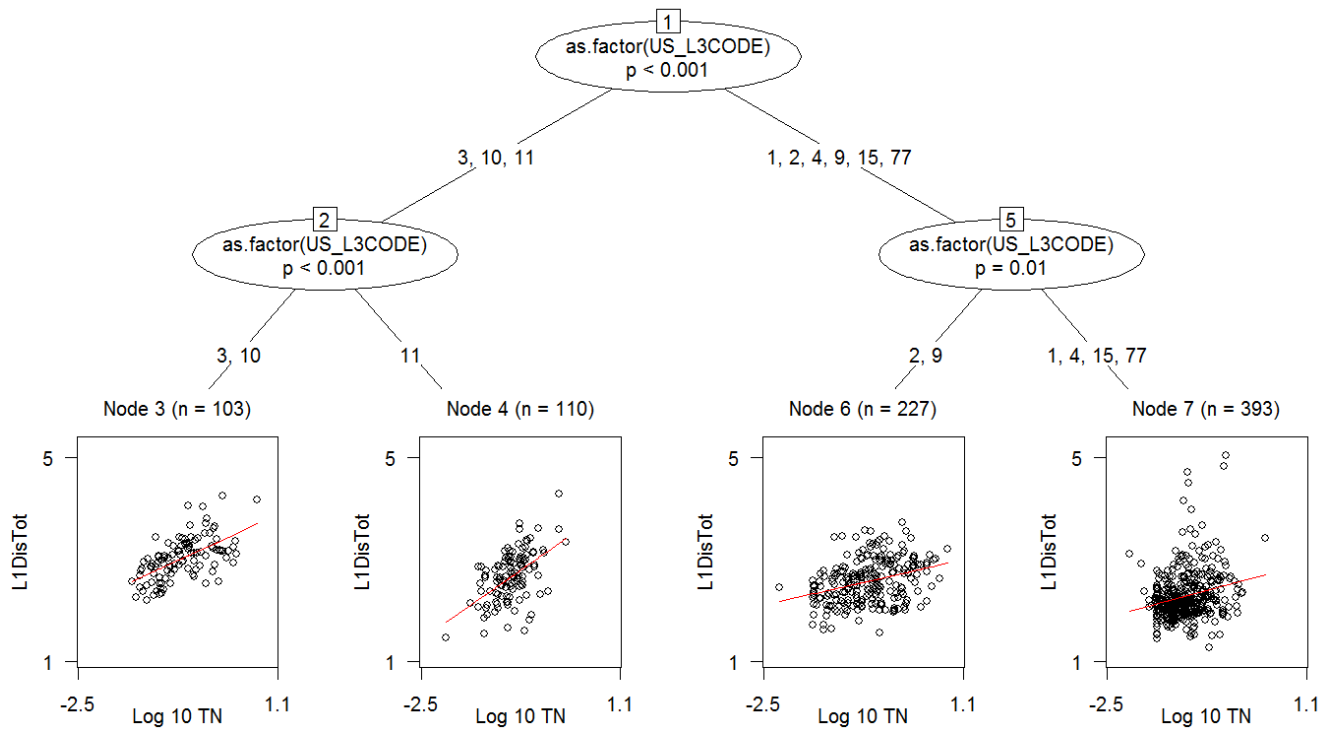 1
as.factor(US_L3CODE)
p < 0.001
3, 10, 11
1, 2, 4, 9, 15, 77
2
as.factor(US_L3CODE)
p < 0.001
5
as.factor(US_L3CODE)
p = 0.01
3, 10
11
2, 9
1, 4, 15, 77
Node 3 (n = 103)
5
1
L1DisTot
-2.5
1.1
Log 10 TN
Node 4 (n = 110)
5
1
L1DisTot
-2.5
1.1
Log 10 TN
Node 6 (n = 227)
5
1
L1DisTot
-2.5
1.1
Log 10 TN
Node 7 (n = 393)
5
1
L1DisTot
-2.5
1.1
Log 10 TN